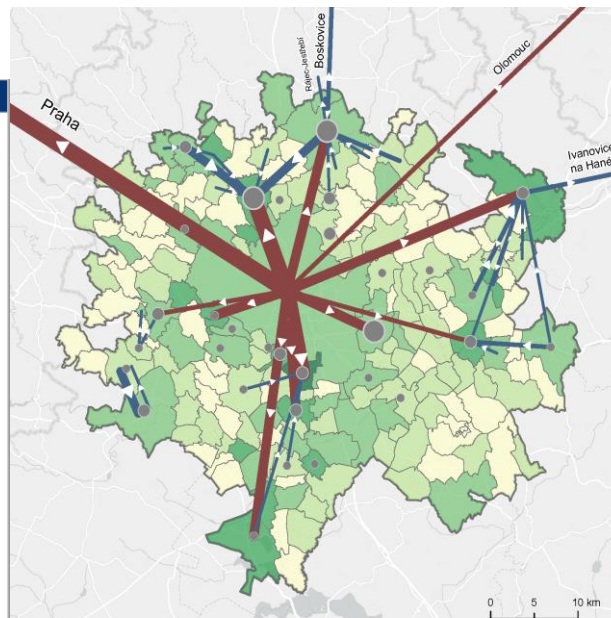 Praha
Rájec-Jestřebí
Boskovice
Olomouc
Ivanovice
na Hané
0 5 10 km